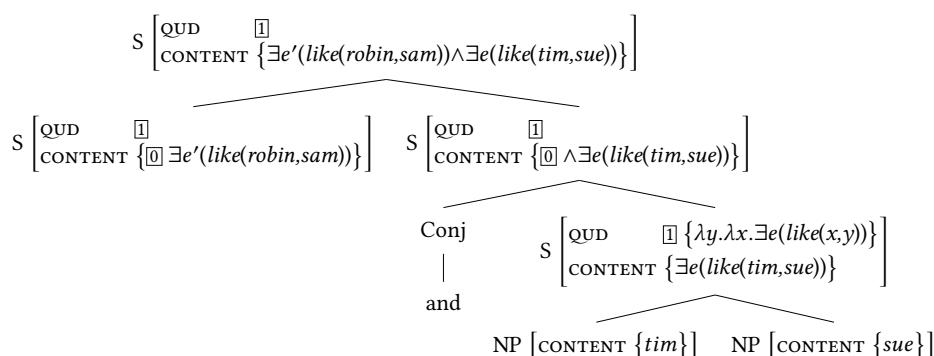 S [QUD 1
CONTENT {∃e′(like(robin,sam))∧∃e(like(tim,sue))}]
S [QUD 1
CONTENT {0 ∃e′(like(robin,sam))}]
S [QUD 1
CONTENT {0 ∧∃e(like(tim,sue))}]
Conj
and
S [QUD 1 {λy.λx.∃e(like(x,y))}
CONTENT {∃e(like(tim,sue))}]
NP [CONTENT {tim}] NP [CONTENT {sue}]